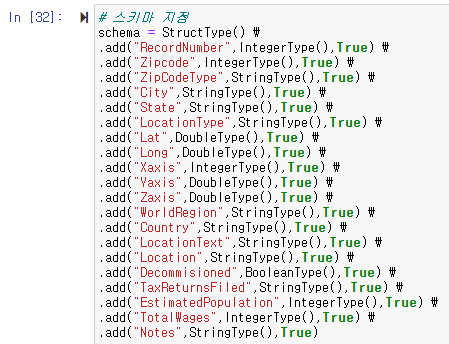 In [32]: # 스키마 지정
schema = StructType() ₩
.add("RecordNumber",IntegerType(),True) ₩
.add("Zipcode",IntegerType(),True) ₩
.add("ZipCodeType",StringType(),True) ₩
.add("City",StringType(),True) ₩
.add("State",StringType(),True) ₩
.add("LocationType",StringType(),True) ₩
.add("Lat",DoubleType(),True) ₩
.add("Long",DoubleType(),True) ₩
.add("Xaxis",IntegerType(),True) ₩
.add("Yaxis",DoubleType(),True) ₩
.add("Zaxis",DoubleType(),True) ₩
.add("WorldRegion",StringType(),True) ₩
.add("Country",StringType(),True) ₩
.add("LocationText",StringType(),True) ₩
.add("Location",StringType(),True) ₩
.add("Decommisioned",BooleanType(),True) ₩
.add("TaxReturnsFiled",StringType(),True) ₩
.add("EstimatedPopulation",IntegerType(),True) ₩
.add("TotalWages",IntegerType(),True) ₩
.add("Notes",StringType(),True)